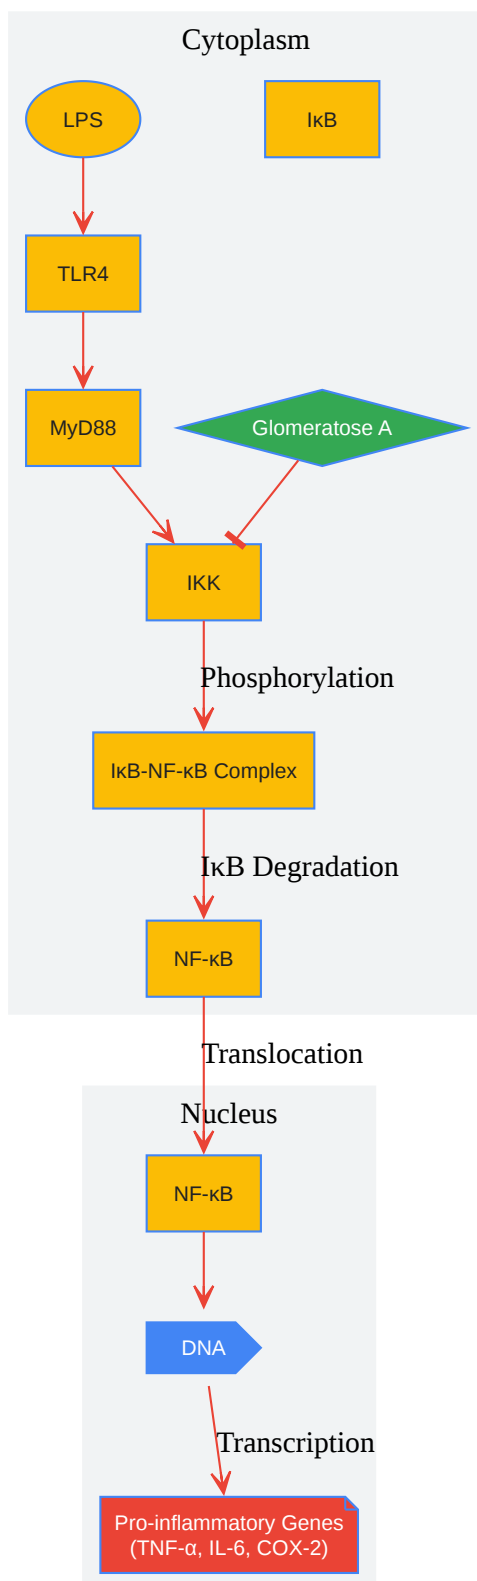 Cytoplasm
LPS
IκB
TLR4
MyD88
Glomeratose A
IKK
Phosphorylation
IκB-NF-κB Complex
IκB Degradation
NF-κB
Translocation
Nucleus
NF-κB
DNA
Transcription
Pro-inflammatory Genes
(TNF-α, IL-6, COX-2)